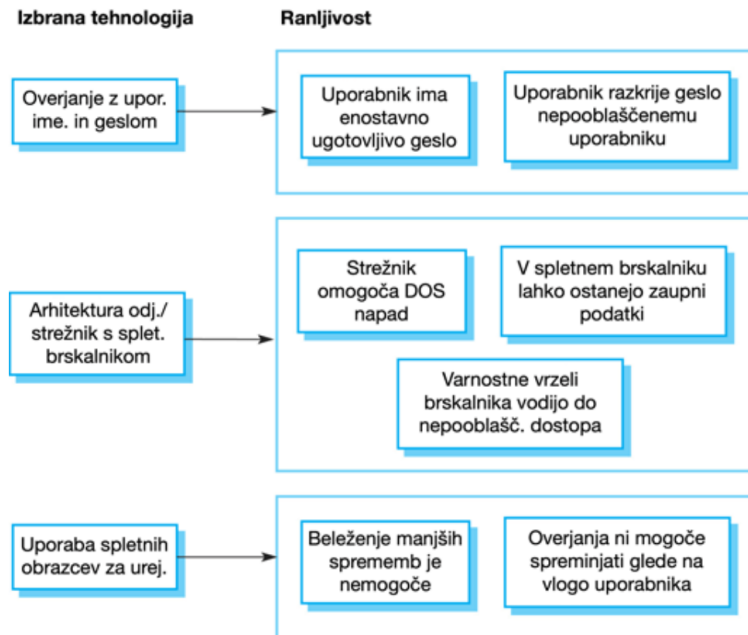 Izbrana tehnologija
Ranljivost
Overjanje z upor.
ime. in geslom
Uporabnik ima
enostavno
ugotovljivo geslo
Uporabnik razkrije geslo
nepooblaščenemu
uporabniku
Arhitektura odj./
strežnik s splet.
brskalnikom
Strežnik
omogoča DOS
napad
V spletnem brskalniku
lahko ostanejo zaupni
podatki
Varnostne vrzeli
brskalnika vodijo do
nepooblašč. dostopa
Uporaba spletnih
obrazcev za urej.
Beleženje manjših
sprememb je
nemogoče
Overjanja ni mogoče
spreminjati glede na
vlogo uporabnika